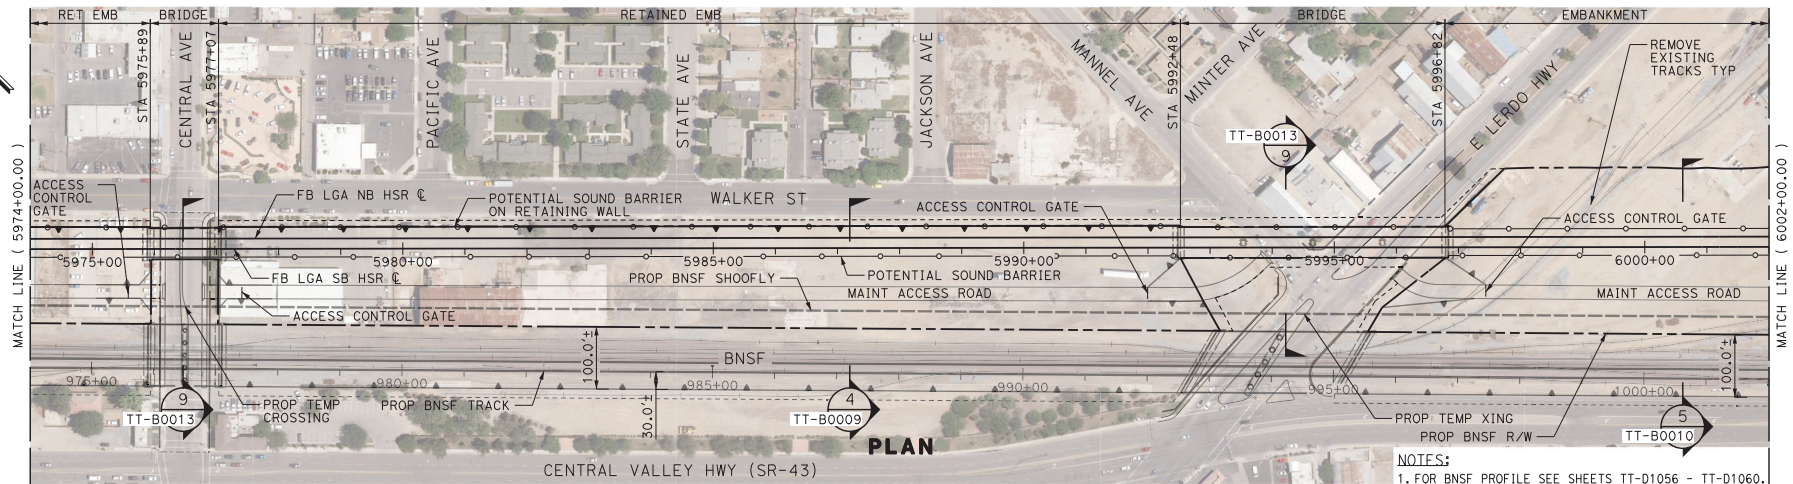 RET EMB
BRIDGE
RETAINED EMB
BRIDGE
EMBANKMENT
STA 5975+89
CENTRAL AVE
STA 5977+07
PACIFIC AVE
STATE AVE
JACKSON AVE
MANNEL AVE
STA 5992+48
MINTER AVE
STA 5996+82
E LERDO HWY
REMOVE
EXISTING
TRACKS TYP
TT-B0013
9
MATCH LINE ( 5974+00.00 )
MATCH LINE ( 6002+00.00 )
ACCESS
CONTROL
GATE
FB LGA NB HSR ℄
POTENTIAL SOUND BARRIER
ON RETAINING WALL
WALKER ST
ACCESS CONTROL GATE
ACCESS CONTROL GATE
5975+00
5980+00
5985+00
5990+00
5995+00
6000+00
FB LGA SB HSR ℄
PROP BNSF SHOOFLY
POTENTIAL SOUND BARRIER
MAINT ACCESS ROAD
MAINT ACCESS ROAD
ACCESS CONTROL GATE
100.0'±
BNSF
100.0'±
975+00
980+00
985+00
990+00
995+00
1000+00
9
TT-B0013
PROP TEMP
CROSSING
PROP BNSF TRACK
30.0'±
4
TT-B0009
PROP TEMP XING
PROP BNSF R/W
5
TT-B0010
PLAN
CENTRAL VALLEY HWY (SR-43)
NOTES:
1. FOR BNSF PROFILE SEE SHEETS TT-D1056 - TT-D1060.